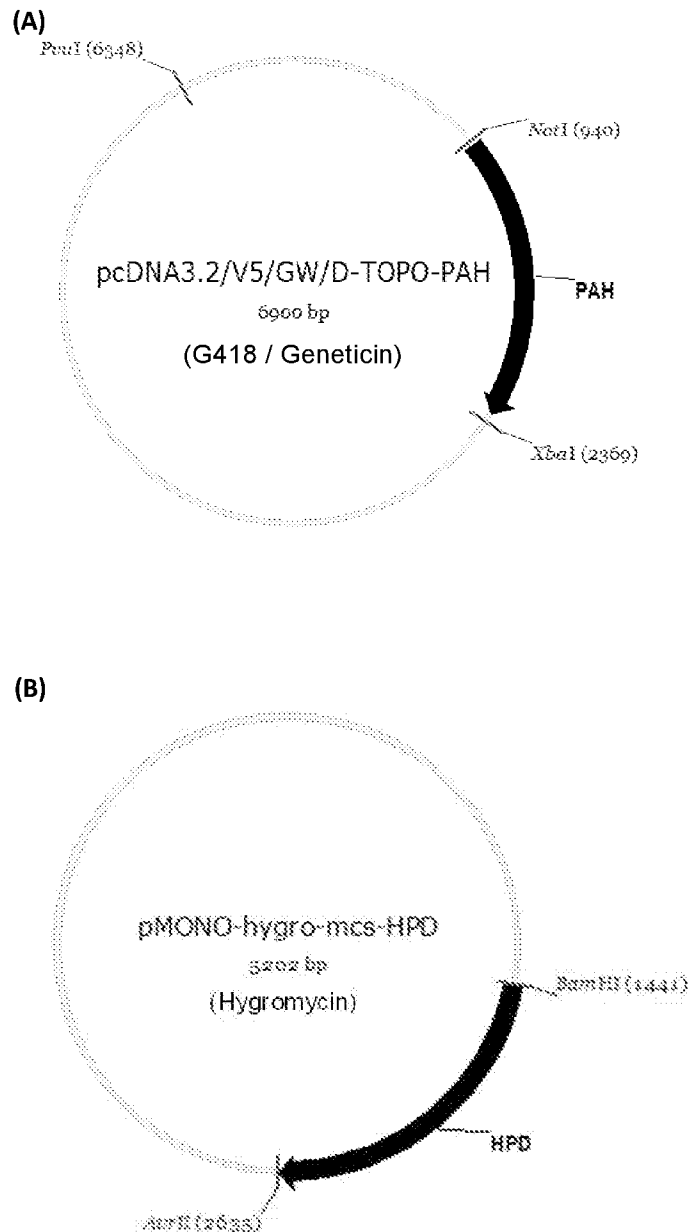 (A)
PvuI (6348)
NotI (940)
pcDNA3.2/V5/GW/D-TOPO-PAH
6900 bp
(G418 / Geneticin)
PAH
XbaI (2369)
(B)
pMONO-hygro-mcs-HPD
5202 bp
(Hygromycin)
BamHI (1441)
HPD
AvrII (2635)